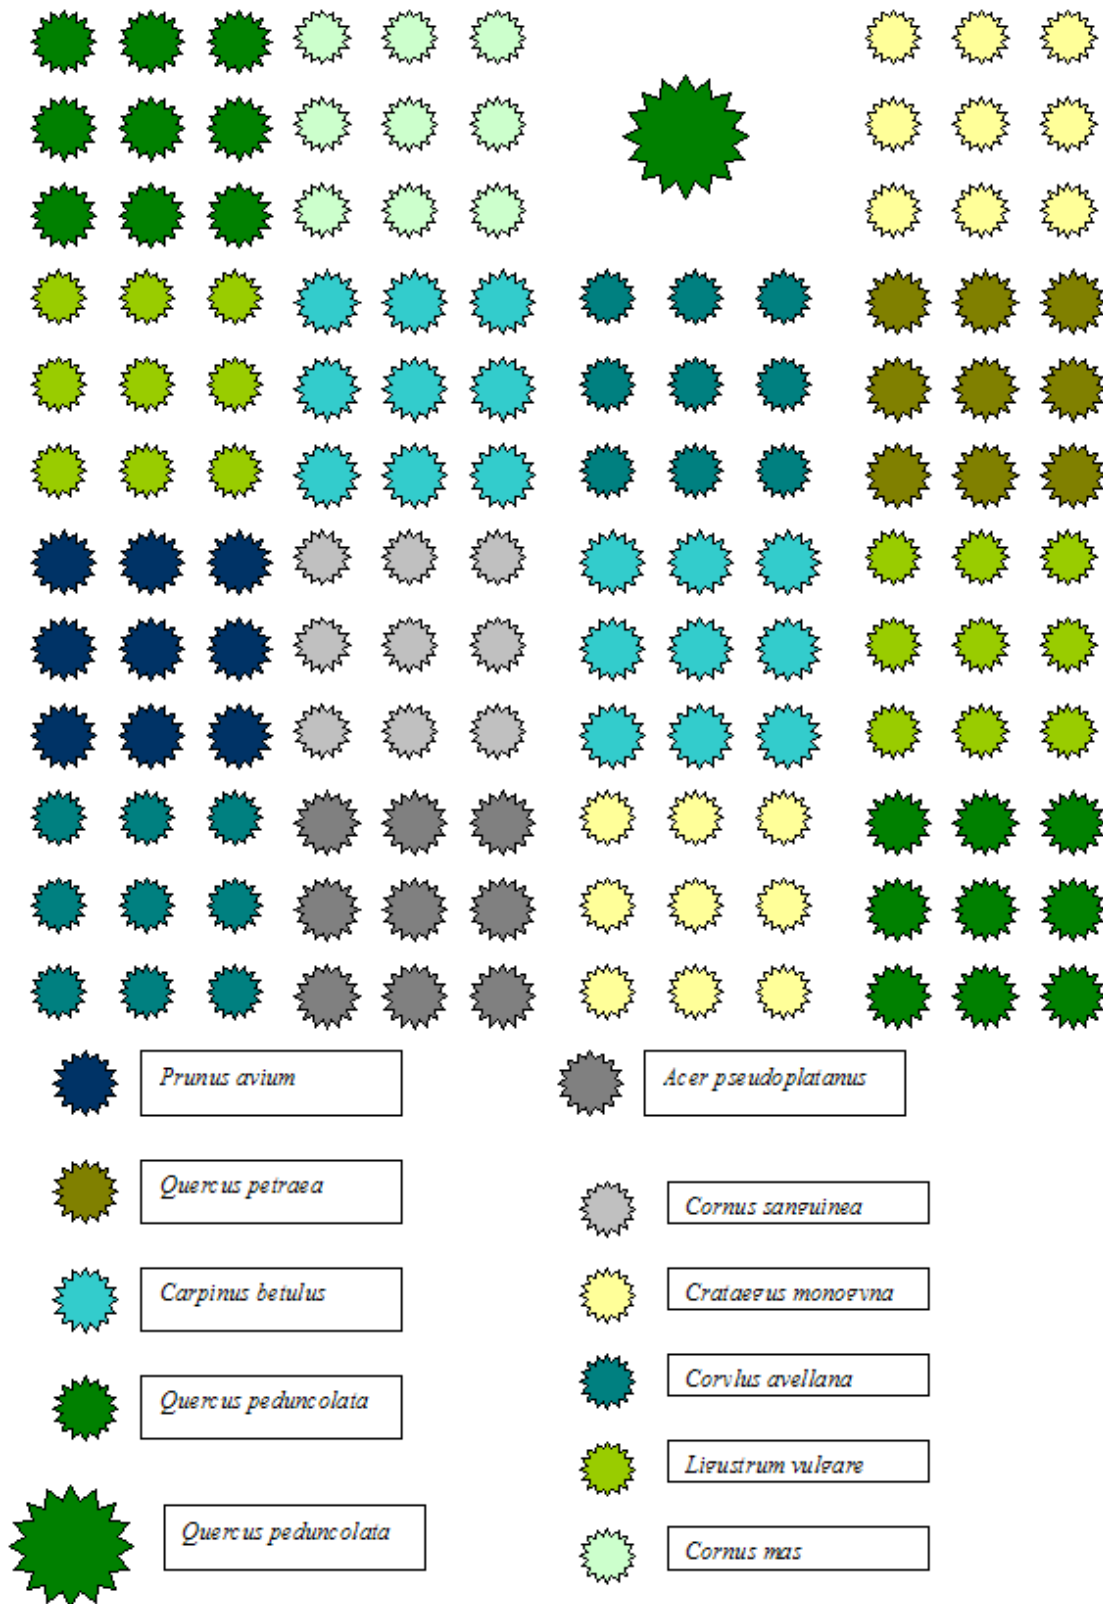 Prunus avium
Acer pseudoplatanus
Quercus petraea
Cornus sanguinea
Carpinus betulus
Crataegus monogyna
Quercus peduncolata
Corylus avellana
Ligustrum vulgare
Quercus peduncolata
Cornus mas